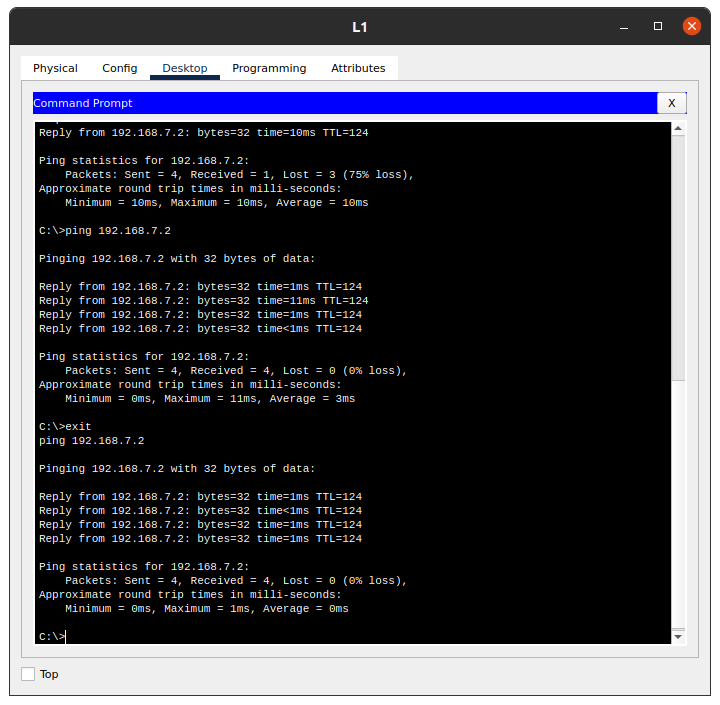 L1
Physical Config Desktop Programming Attributes
Command Prompt X
Reply from 192.168.7.2: bytes=32 time=10ms TTL=124
Ping statistics for 192.168.7.2:
Packets: Sent = 4, Received = 1, Lost = 3 (75% loss),
Approximate round trip times in milli-seconds:
Minimum = 10ms, Maximum = 10ms, Average = 10ms
C:\>ping 192.168.7.2
Pinging 192.168.7.2 with 32 bytes of data:
Reply from 192.168.7.2: bytes=32 time=1ms TTL=124
Reply from 192.168.7.2: bytes=32 time=11ms TTL=124
Reply from 192.168.7.2: bytes=32 time=1ms TTL=124
Reply from 192.168.7.2: bytes=32 time<1ms TTL=124
Ping statistics for 192.168.7.2:
Packets: Sent = 4, Received = 4, Lost = 0 (0% loss),
Approximate round trip times in milli-seconds:
Minimum = 0ms, Maximum = 11ms, Average = 3ms
C:\>exit
ping 192.168.7.2
Pinging 192.168.7.2 with 32 bytes of data:
Reply from 192.168.7.2: bytes=32 time=1ms TTL=124
Reply from 192.168.7.2: bytes=32 time<1ms TTL=124
Reply from 192.168.7.2: bytes=32 time=1ms TTL=124
Reply from 192.168.7.2: bytes=32 time=1ms TTL=124
Ping statistics for 192.168.7.2:
Packets: Sent = 4, Received = 4, Lost = 0 (0% loss),
Approximate round trip times in milli-seconds:
Minimum = 0ms, Maximum = 1ms, Average = 0ms
C:\>
Top